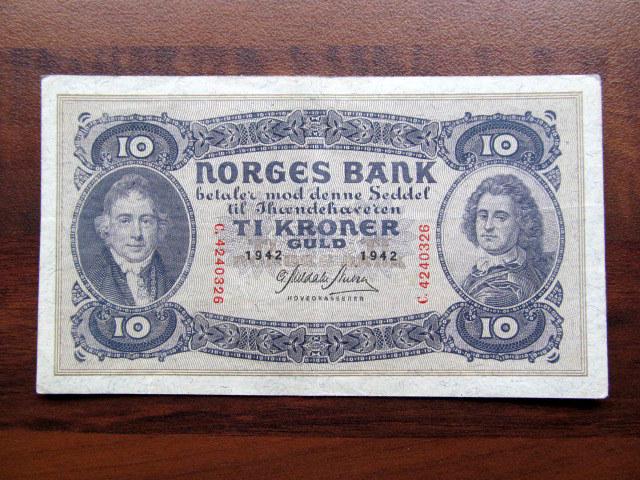 10 10
NORGES BANK
betaler mod denne Seddel
til Ihændehaveren
TI KRONER
GULD
1942 1942
C. 4240326 C. 4240326
HOVEDKASSERER
10 10